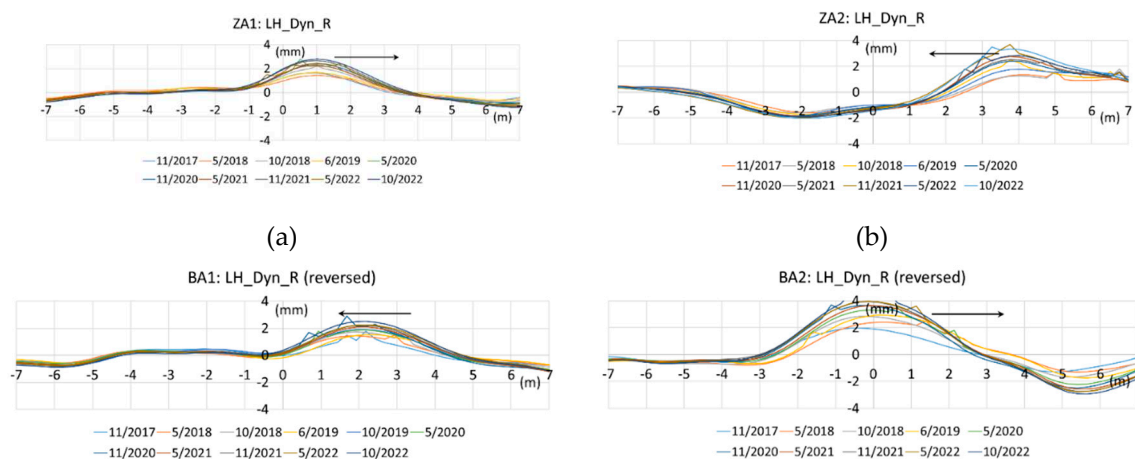 ZA1: LH_Dyn_R
(mm)
4
2
0
-2
-4
-7 -6 -5 -4 -3 -2 -1 0 1 2 3 4 5 6 7
(m)
11/2017 5/2018 10/2018 6/2019 5/2020
11/2020 5/2021 11/2021 5/2022 10/2022
(a)
ZA2: LH_Dyn_R
(mm)
4
2
0
-2
-4
-7 -6 -5 -4 -3 -2 -1 0 1 2 3 4 5 6 7
(m)
11/2017 5/2018 10/2018 6/2019 5/2020
11/2020 5/2021 11/2021 5/2022 10/2022
(b)
BA1: LH_Dyn_R (reversed)
(mm)
4
2
0
-2
-4
-7 -6 -5 -4 -3 -2 -1 0 1 2 3 4 5 6 7
(m)
11/2017 5/2018 10/2018 6/2019 10/2019 5/2020
11/2020 5/2021 11/2021 5/2022 10/2022
BA2: LH_Dyn_R (reversed)
4
(mm)
2
0
-2
-4
-7 -6 -5 -4 -3 -2 -1 0 1 2 3 4 5 6 7
(m)
11/2017 5/2018 10/2018 6/2019 5/2020
11/2020 5/2021 11/2021 5/2022 10/2022